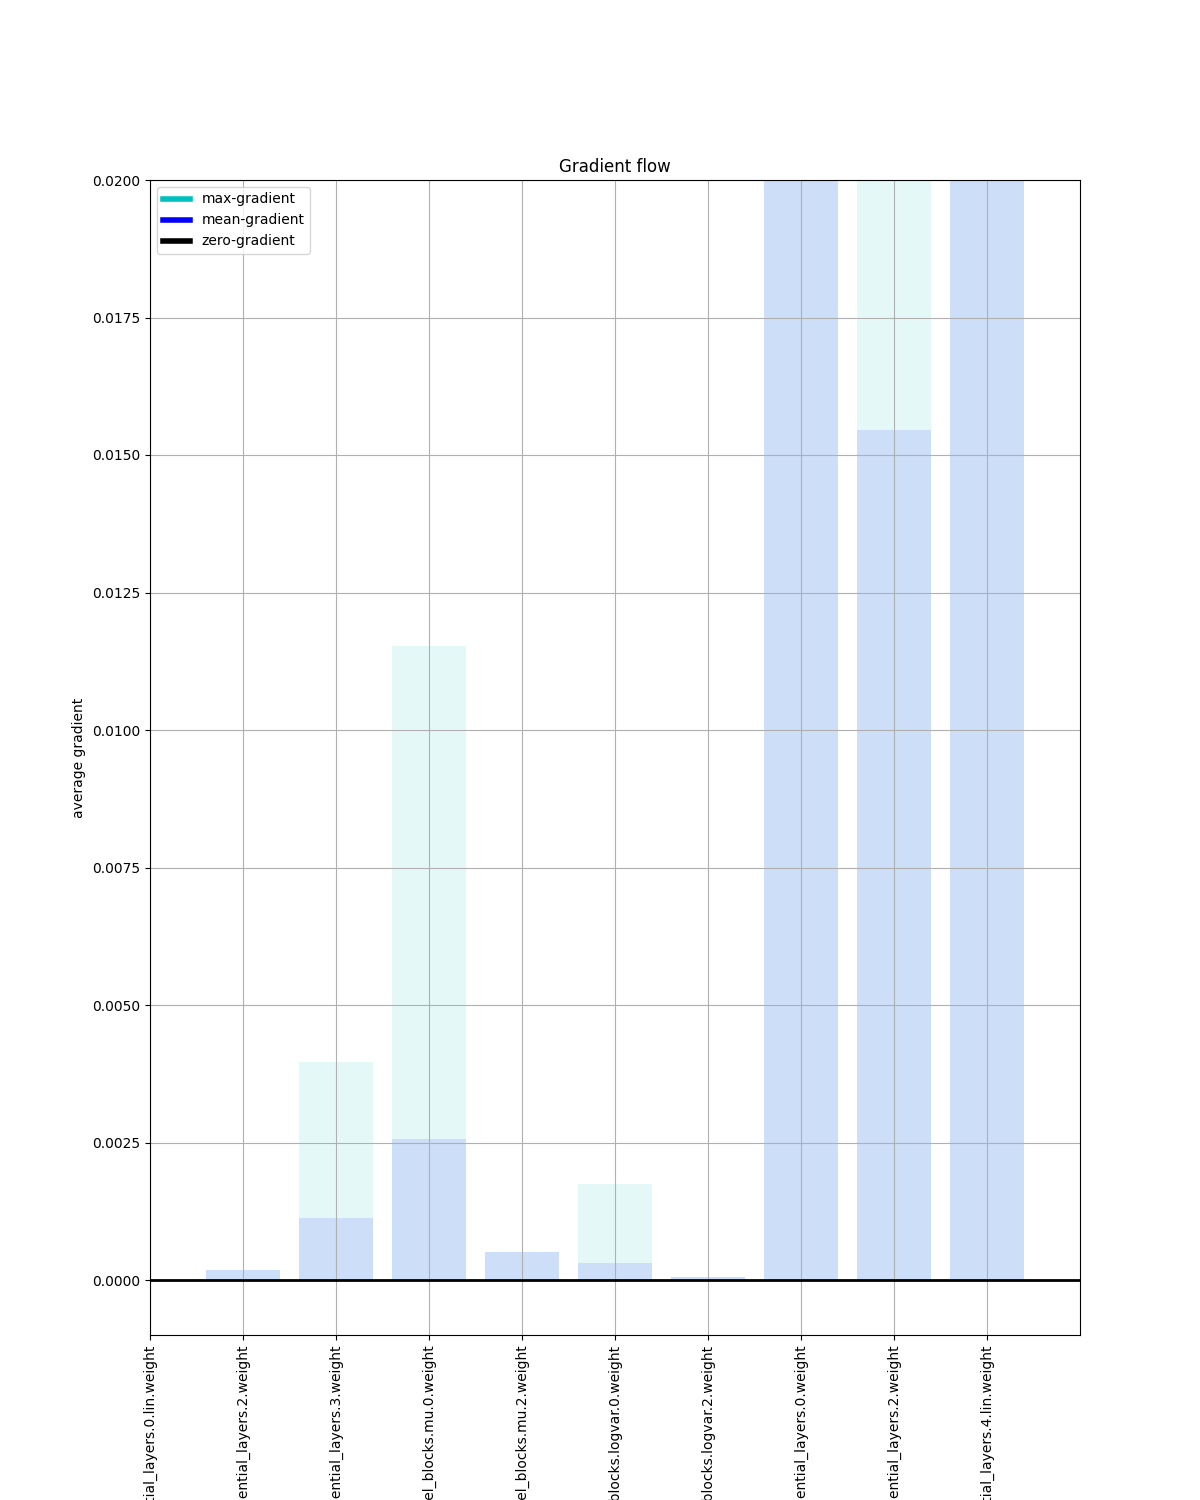 Gradient flow
max-gradient
mean-gradient
zero-gradient
0.0200
0.0175
0.0150
0.0125
0.0100
0.0075
0.0050
0.0025
0.0000
average gradient
tial_layers.0.lin.weight
ential_layers.2.weight
ential_layers.3.weight
el_blocks.mu.0.weight
el_blocks.mu.2.weight
blocks.logvar.0.weight
blocks.logvar.2.weight
ential_layers.0.weight
ential_layers.2.weight
tial_layers.4.lin.weight